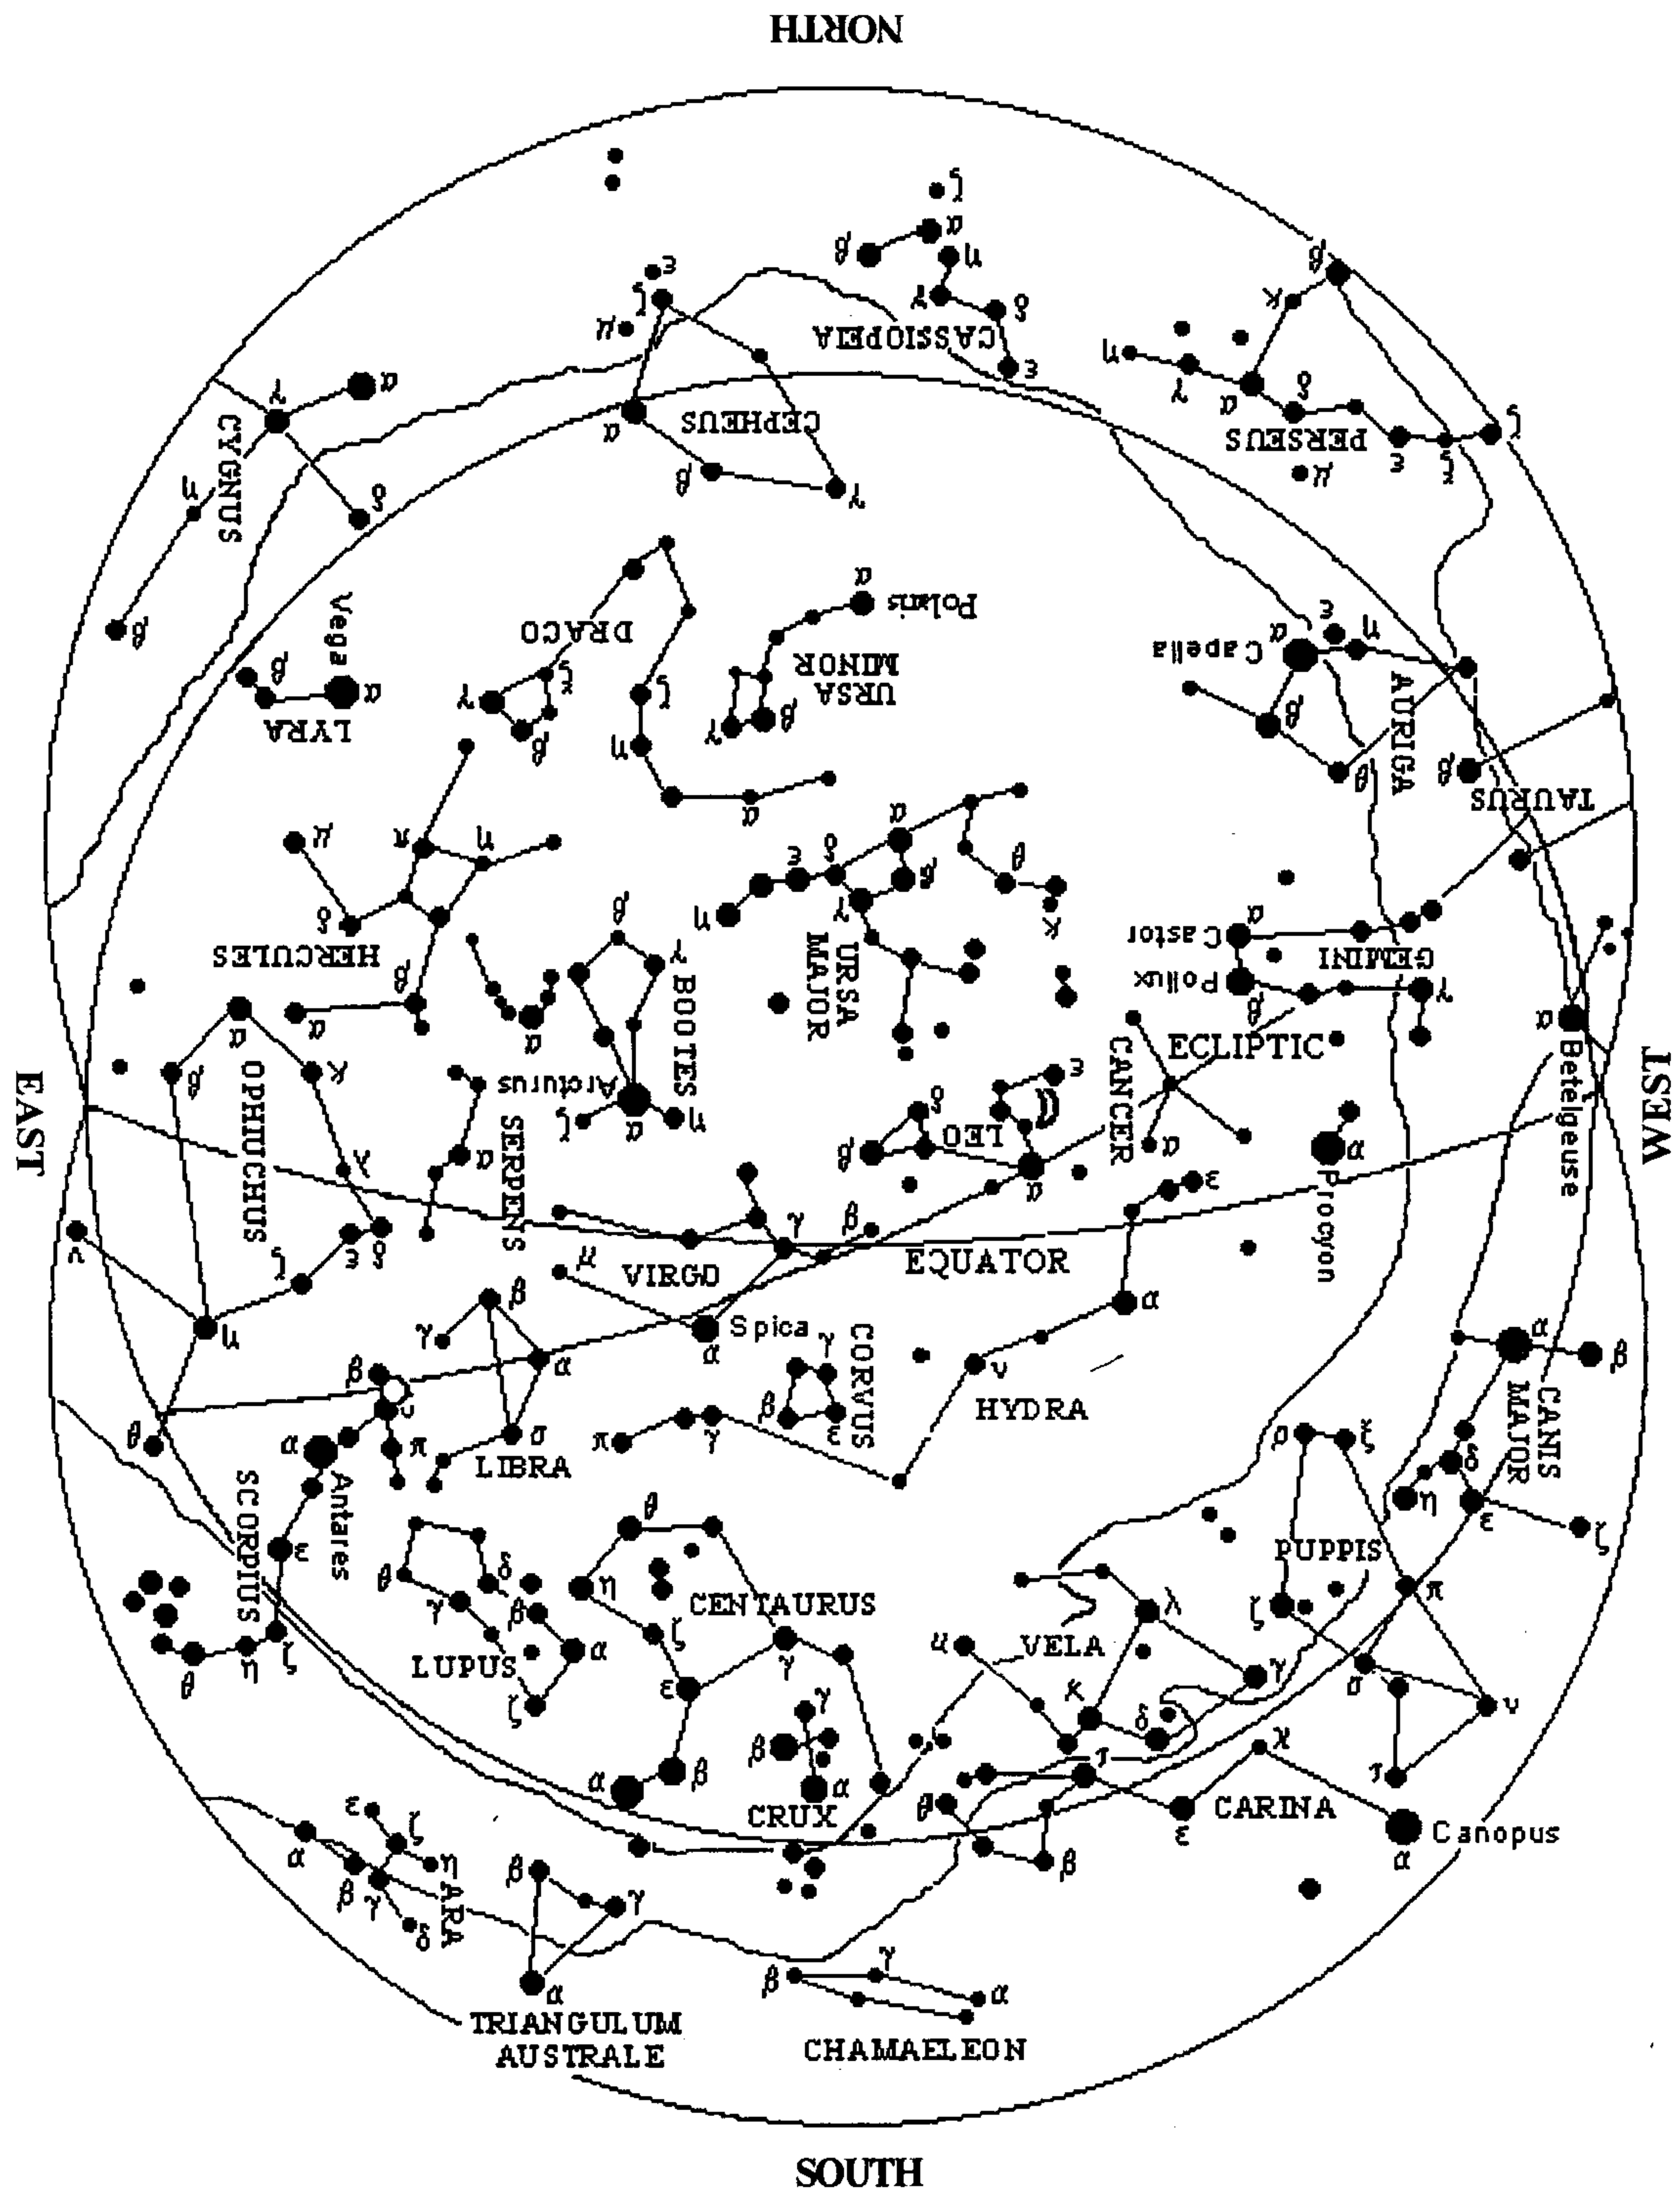 NORTH
ζ
α
β
η
γ
δ
CASSIOPEIA
ε
ε
ζ
μ
α
CEPHEUS
β
γ
β
κ
η
γ
α
δ
PERSEUS
ε
ξ
ζ
μ
α
γ
CYGNUS
η
δ
β
α
Polaris
URSA
MINOR
β
γ
DRACO
ξ
γ
β
ζ
η
α
Vega
α
β
LYRA
ε
η
α
Capella
β
θ
AURIGA
β
TAURUS
μ
π
η
δ
HERCULES
β
α
α
ε
δ
α
β
γ
η
θ
κ
URSA
MAJOR
β
γ
BOOTES
Arcturus
ζ
α
η
α
Castor
GEMINI
Pollux
β
γ
ECLIPTIC
α
Betelgeuse
EAST
WEST
α
β
κ
OPHIUCHUS
λ
ν
ζ
ε
δ
η
θ
α
SERPENS
μ
ε
LEO
δ
β
α
CANCER
α
α
Procyon
ε
γ
β
μ
VIRGO
EQUATOR
Spica
α
β
γ
α
σ
LIBRA
γ
β
ε
CORVUS
α
ν
HYDRA
π
γ
α
β
CANIS
MAJOR
δ
η
ε
ζ
β
ν
α
π
Antares
SCORPIUS
ε
ζ
η
θ
θ
δ
γ
β
α
LUPUS
ζ
θ
η
CENTAURUS
ζ
γ
ε
β
α
γ
β
α
CRUX
ρ
ξ
PUPPIS
π
ζ
σ
ν
τ
λ
μ
VELA
γ
κ
δ
ι
χ
θ
ε
CARINA
β
Canopus
α
ε
ζ
α
η
β
γ
δ
ARA
β
γ
α
TRIANGULUM
AUSTRALE
γ
β
α
CHAMAELEON
SOUTH